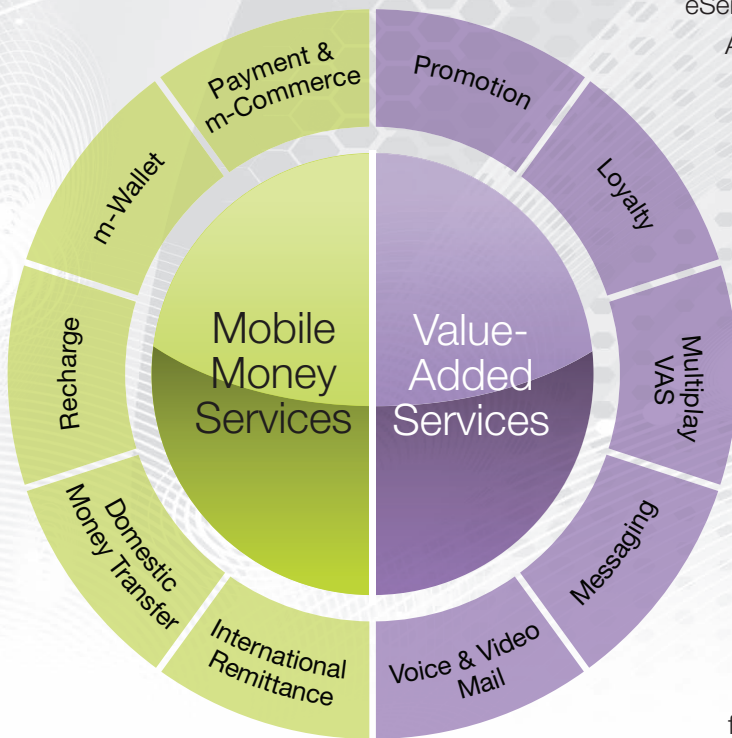 Payment &
m-Commerce
Promotion
m-Wallet
Loyalty
Recharge
Mobile
Money
Services
Value-
Added
Services
Multiplay
VAS
Domestic
Money Transfer
Messaging
International
Remittance
Voice & Video
Mail